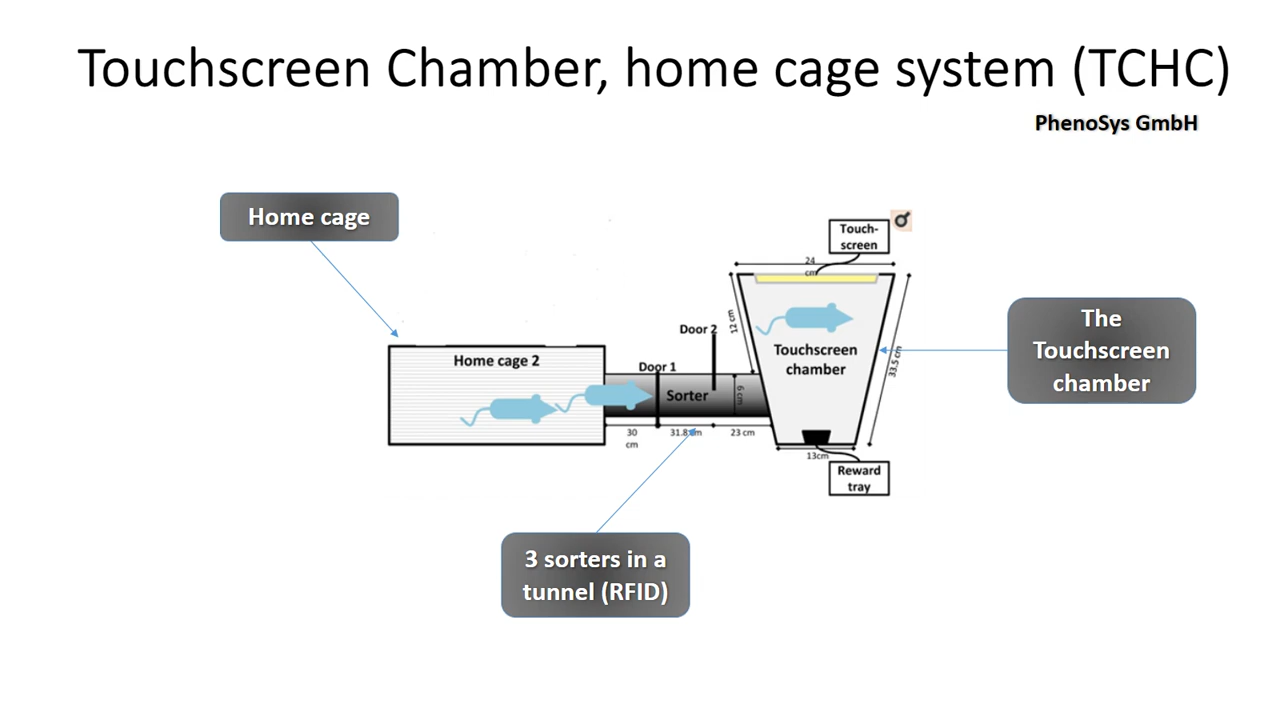 Touchscreen Chamber, home cage system (TCHC)
PhenoSys GmbH
Home cage
Touch-
screen
24
cm
12 cm
Door 2
Touchscreen
chamber
33.5 cm
The
Touchscreen
chamber
Home cage 2
Door 1
Sorter
6 cm
30
cm
31.8 cm
23 cm
13cm
Reward
tray
3 sorters in a
tunnel (RFID)